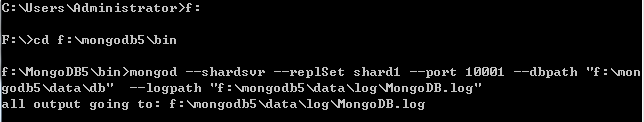 C:\Users\Administrator>f:
F:\>cd f:\mongodb5\bin
f:\MongoDB5\bin>mongod --shardsvr --replSet shard1 --port 10001 --dbpath "f:\mon
godb5\data\db"  --logpath "f:\mongodb5\data\log\MongoDB.log"
all output going to: f:\mongodb5\data\log\MongoDB.log